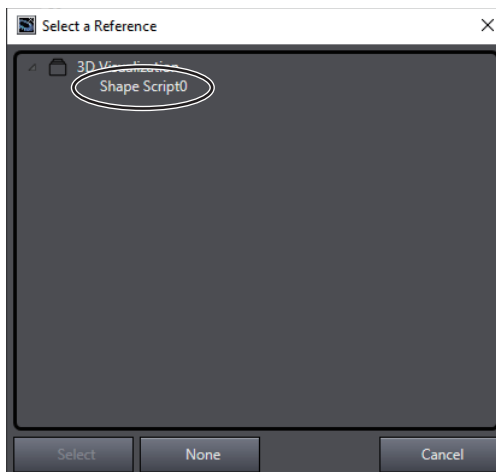 Select a Reference
3D Visualization
Shape Script0
Select
None
Cancel